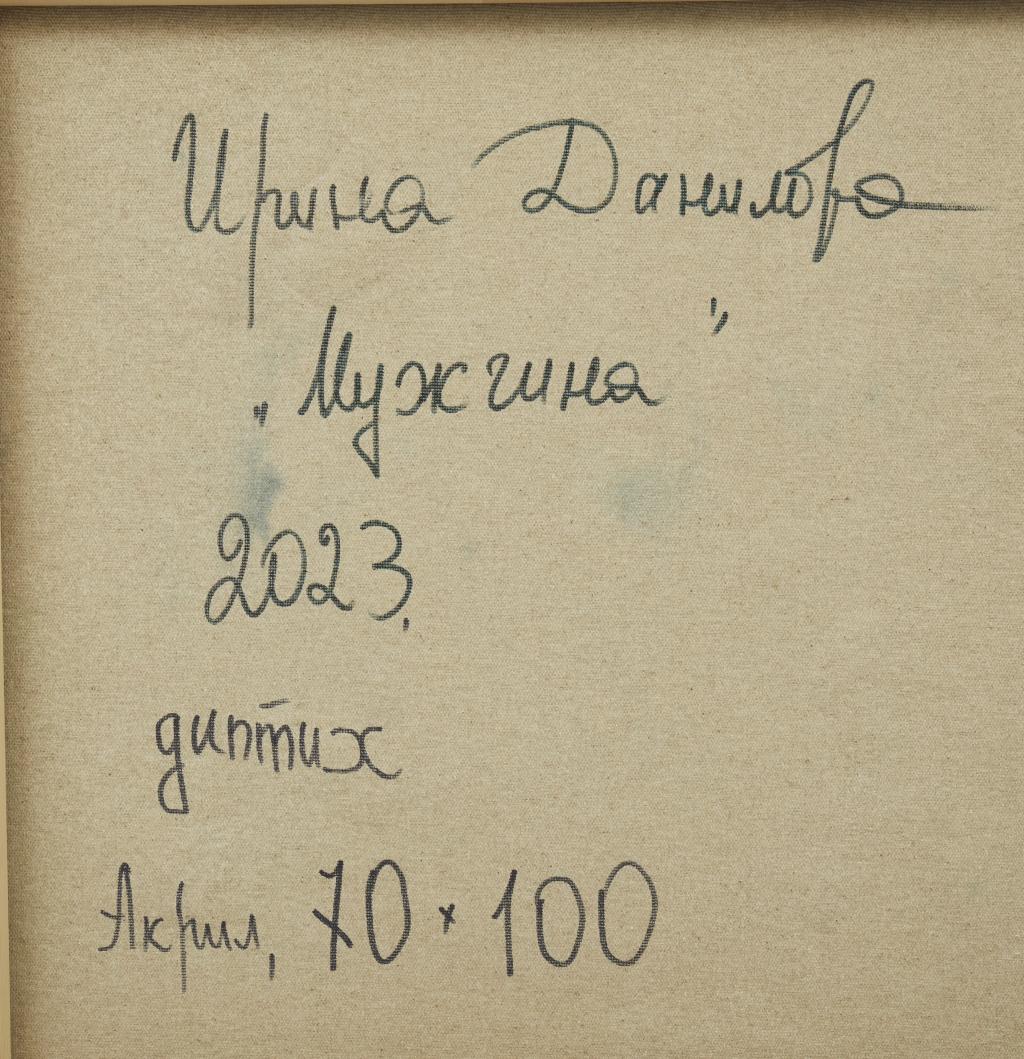 Ирина Данилова
„Мужчина”
2023.
диптих
Акрил, 70 × 100